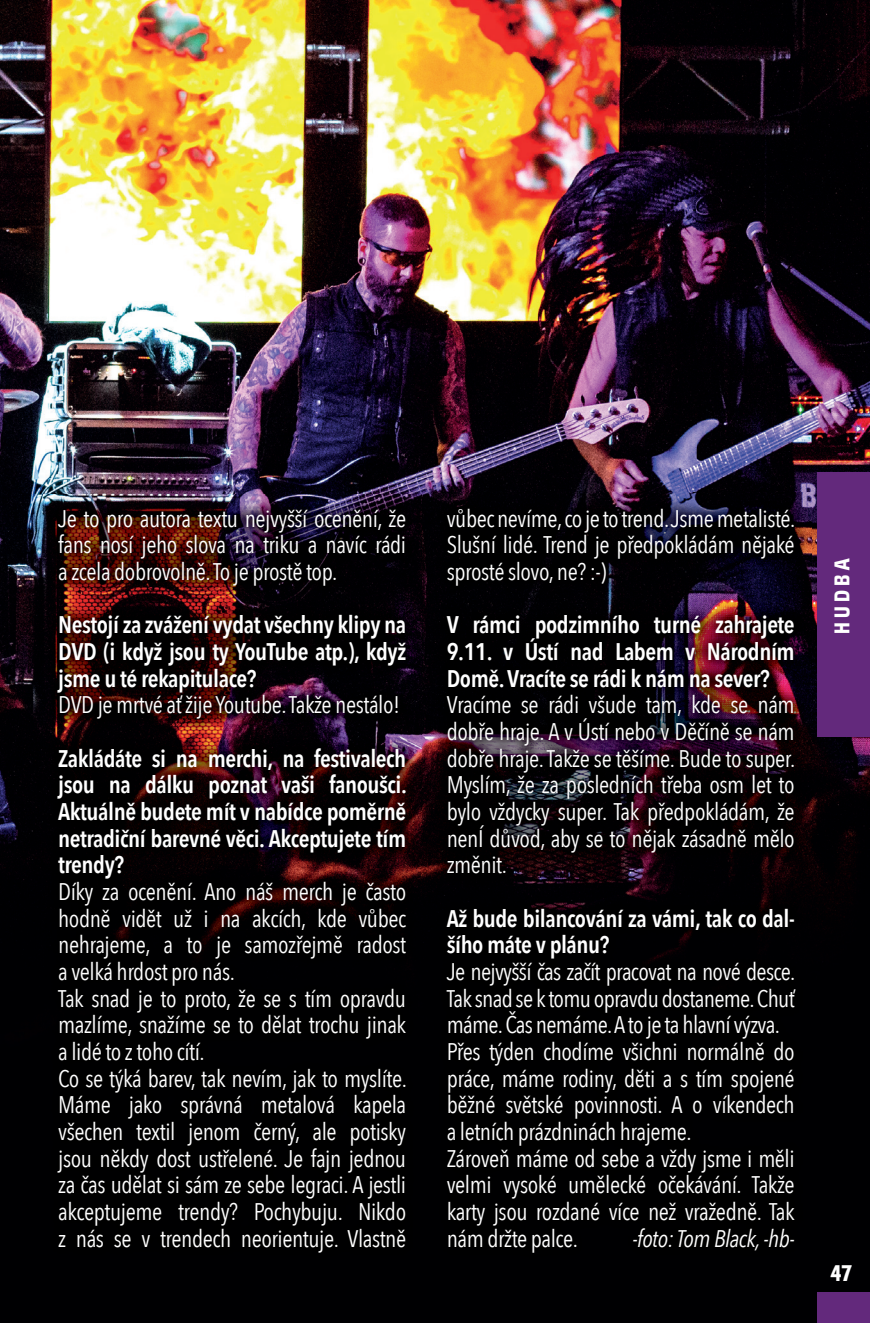 Je to pro autora textu nejvyšší ocenění, že
fans nosí jeho slova na triku a navíc rádi
a zcela dobrovolně. To je prostě top.
Nestojí za zvážení vydat všechny klipy na
DVD (i když jsou ty YouTube atp.), když
jsme u té rekapitulace?
DVD je mrtvé ať žije Youtube. Takže nestálo!
Zakládáte si na merchi, na festivalech
jsou na dálku poznat vaši fanoušci.
Aktuálně budete mít v nabídce poměrně
netradiční barevné věci. Akceptujete tím
trendy?
Díky za ocenění. Ano náš merch je často
hodně vidět už i na akcích, kde vůbec
nehrajeme, a to je samozřejmě radost
a velká hrdost pro nás.
Tak snad je to proto, že se s tím opravdu
mazlíme, snažíme se to dělat trochu jinak
a lidé to z toho cítí.
Co se týká barev, tak nevím, jak to myslíte.
Máme jako správná metalová kapela
všechen textil jenom černý, ale potisky
jsou někdy dost ustřelené. Je fajn jednou
za čas udělat si sám ze sebe legraci. A jestli
akceptujeme trendy? Pochybuju. Nikdo
z nás se v trendech neorientuje. Vlastně
vůbec nevíme, co je to trend. Jsme metalisté.
Slušní lidé. Trend je předpokládám nějaké
sprosté slovo, ne? :-)
V rámci podzimního turné zahrajete
9.11. v Ústí nad Labem v Národním
Domě. Vracíte se rádi k nám na sever?
Vracíme se rádi všude tam, kde se nám
dobře hraje. A v Ústí nebo v Děčíně se nám
dobře hraje. Takže se těšíme. Bude to super.
Myslím, že za posledních třeba osm let to
bylo vždycky super. Tak předpokládám, že
není důvod, aby se to nějak zásadně mělo
změnit.
Až bude bilancování za vámi, tak co dal-
šího máte v plánu?
Je nejvyšší čas začít pracovat na nové desce.
Tak snad se k tomu opravdu dostaneme. Chuť
máme. Čas nemáme. A to je ta hlavní výzva.
Přes týden chodíme všichni normálně do
práce, máme rodiny, děti a s tím spojené
běžné světské povinnosti. A o víkendech
a letních prázdninách hrajeme.
Zároveň máme od sebe a vždy jsme i měli
velmi vysoké umělecké očekávání. Takže
karty jsou rozdané více než vražedně. Tak
nám držte palce. -foto: Tom Black, -hb-
HUDBA
47